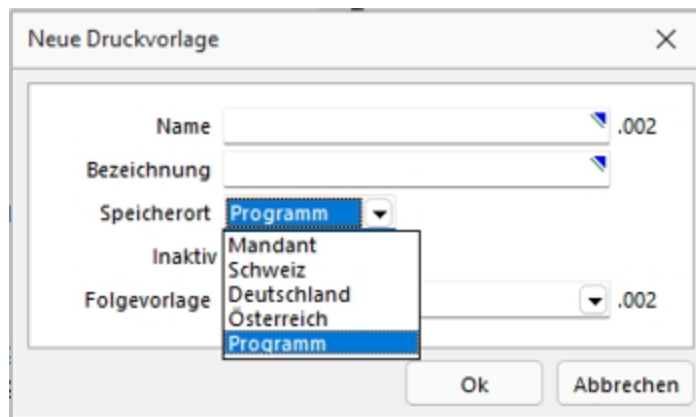 Neue Druckvorlage
Name .002
Bezeichnung
Speicherort Programm
Mandant
Inaktiv
Schweiz
Deutschland
Folgevorlage .002
Österreich
Programm
Ok Abbrechen